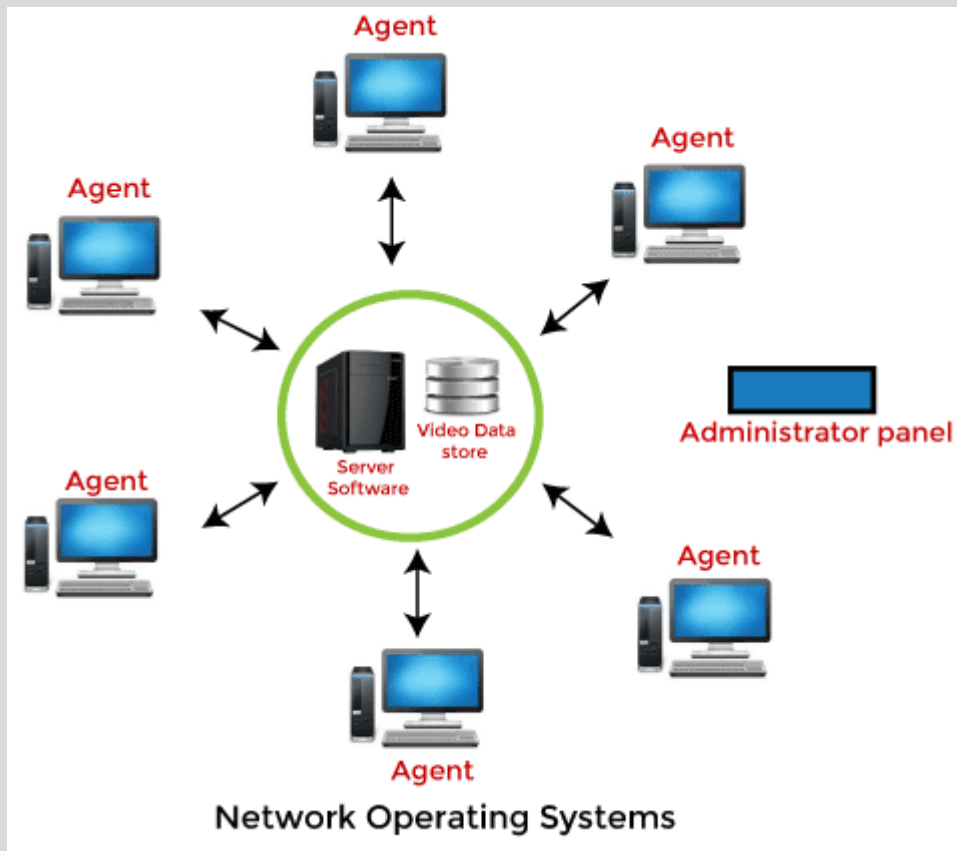 Agent
Agent
Agent
Video Data
store
Server
Software
Administrator panel
Agent
Agent
Agent
Network Operating Systems